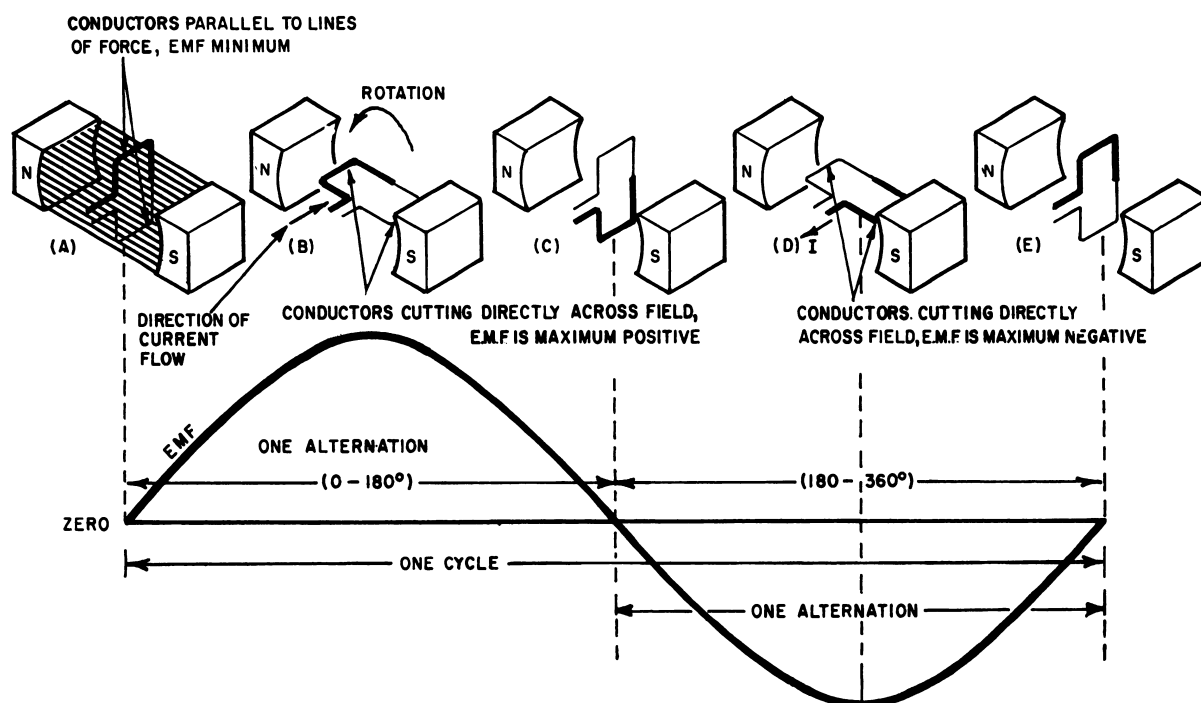 CONDUCTORS PARALLEL TO LINES
OF FORCE, EMF MINIMUM
ROTATION
N
S
(A)
N
S
(B)
N
S
(C)
N
S
(D) I
N
S
(E)
DIRECTION OF
CURRENT
FLOW
CONDUCTORS CUTTING DIRECTLY ACROSS FIELD,
E.M.F. IS MAXIMUM POSITIVE
CONDUCTORS. CUTTING DIRECTLY
ACROSS FIELD, E.M.F. IS MAXIMUM NEGATIVE
EMF
ONE ALTERNATION
(0 – 180°)
(180 – 360°)
ZERO
ONE CYCLE
ONE ALTERNATION